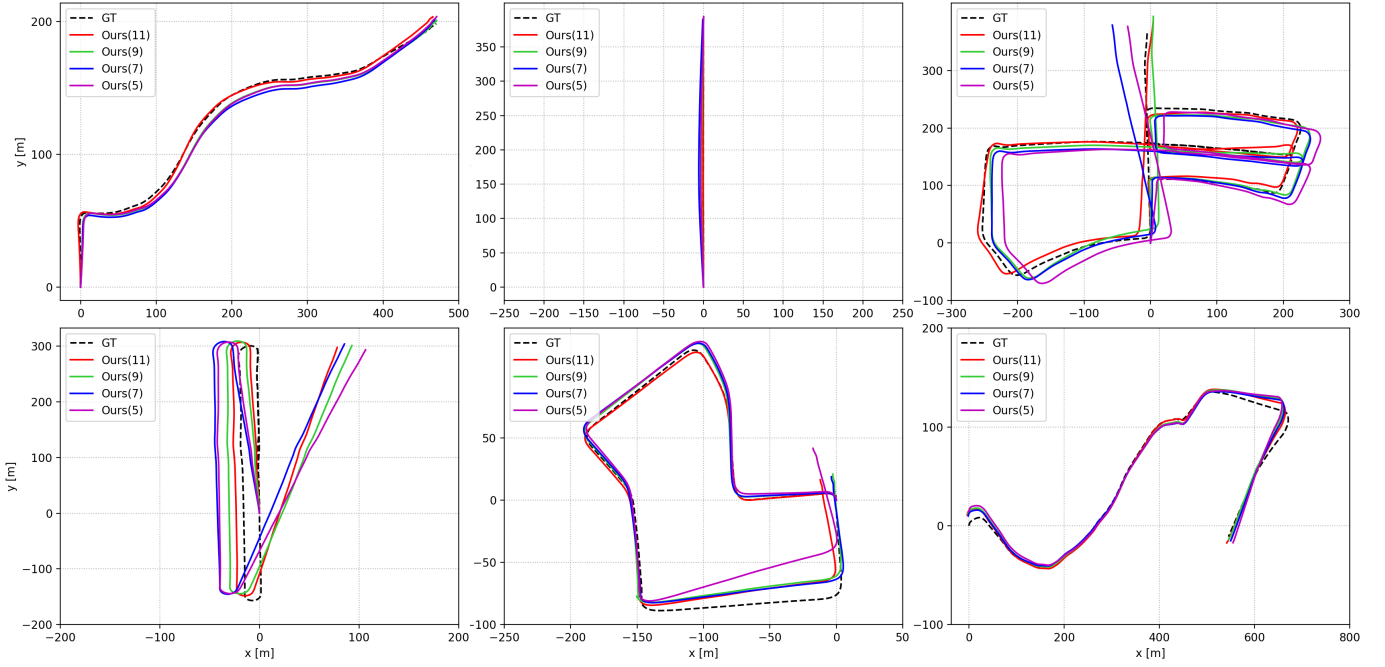 GT
Ours(11)
Ours(9)
Ours(7)
Ours(5)
y [m]
200
100
0
0
100
200
300
400
500
GT
Ours(11)
Ours(9)
Ours(7)
Ours(5)
350
300
250
200
150
100
50
0
−250
−200
−150
−100
−50
0
50
100
150
200
250
GT
Ours(11)
Ours(9)
Ours(7)
Ours(5)
300
200
100
0
−100
−300
−200
−100
0
100
200
300
GT
Ours(11)
Ours(9)
Ours(7)
Ours(5)
y [m]
300
200
100
0
−100
−200
−200
−100
0
100
200
x [m]
GT
Ours(11)
Ours(9)
Ours(7)
Ours(5)
50
0
−50
−100
−250
−200
−150
−100
−50
0
50
x [m]
GT
Ours(11)
Ours(9)
Ours(7)
Ours(5)
200
100
0
−100
0
200
400
600
800
x [m]